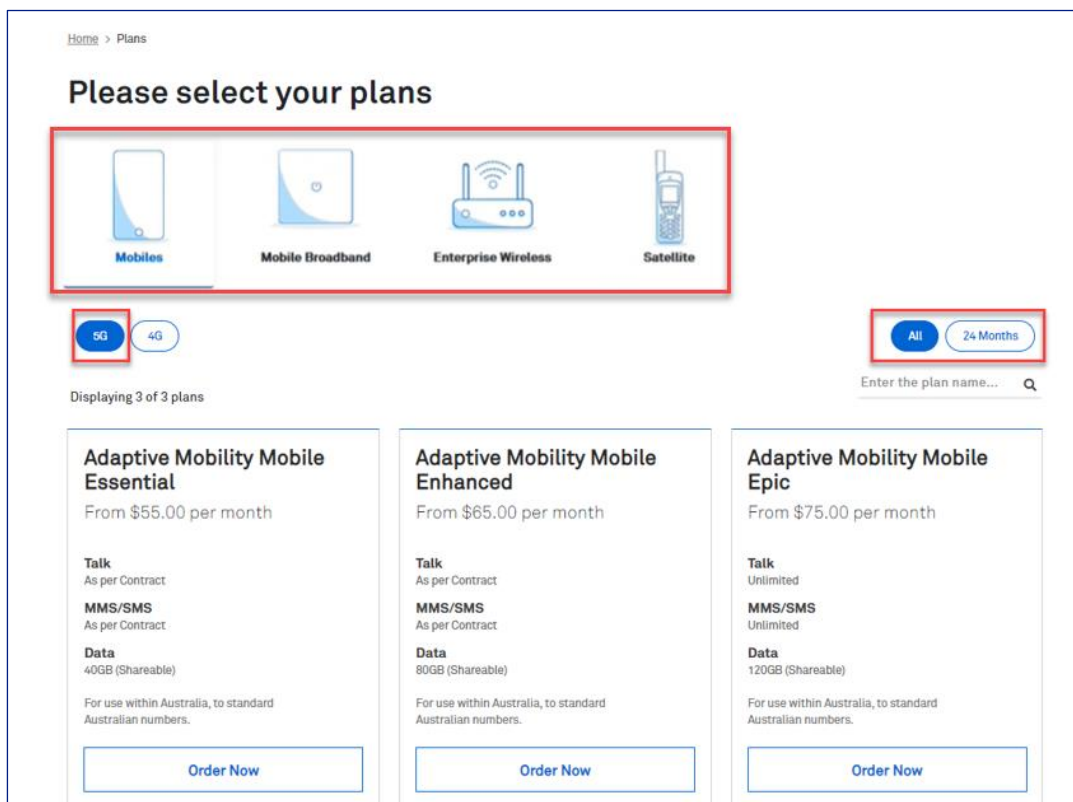 Home > Plans
Please select your plans
Mobiles Mobile Broadband Enterprise Wireless Satellite
5G 4G All 24 Months
Enter the plan name...
Displaying 3 of 3 plans
Adaptive Mobility Mobile
Essential
From $55.00 per month
Talk
As per Contract
MMS/SMS
As per Contract
Data
40GB (Shareable)
For use within Australia, to standard
Australian numbers.
Order Now
Adaptive Mobility Mobile
Enhanced
From $65.00 per month
Talk
As per Contract
MMS/SMS
As per Contract
Data
80GB (Shareable)
For use within Australia, to standard
Australian numbers.
Order Now
Adaptive Mobility Mobile
Epic
From $75.00 per month
Talk
Unlimited
MMS/SMS
Unlimited
Data
120GB (Shareable)
For use within Australia, to standard
Australian numbers.
Order Now